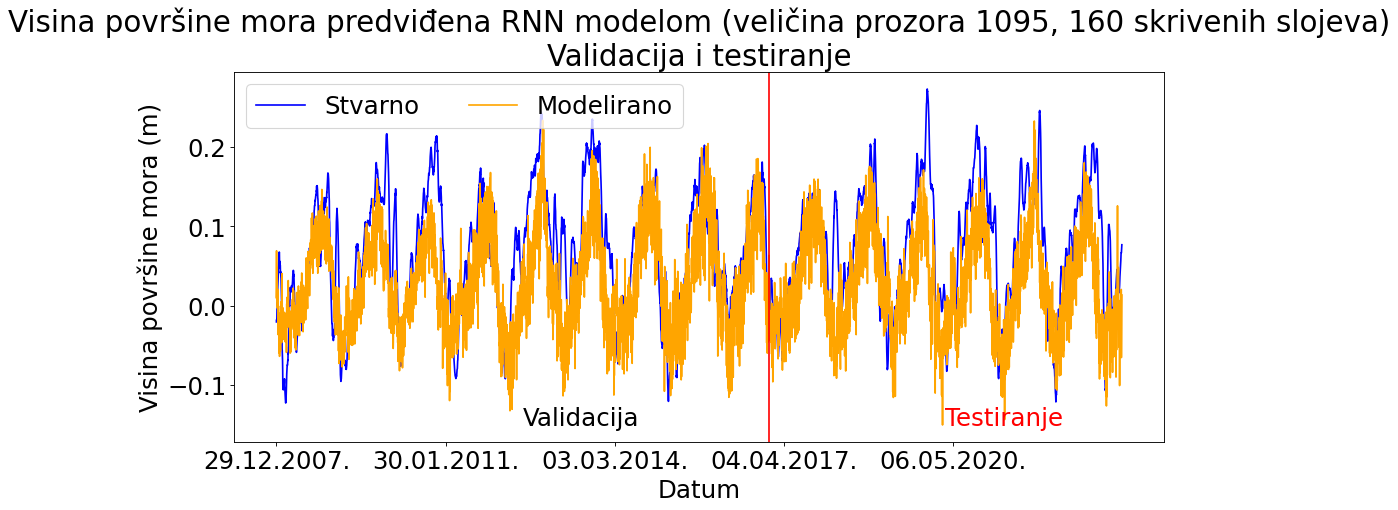 Visina površine mora predviđena RNN modelom (veličina prozora 1095, 160 skrivenih slojeva)
Validacija i testiranje
Stvarno Modelirano
Visina površine mora (m)
0.2
0.1
0.0
−0.1
Validacija Testiranje
29.12.2007. 30.01.2011. 03.03.2014. 04.04.2017. 06.05.2020.
Datum